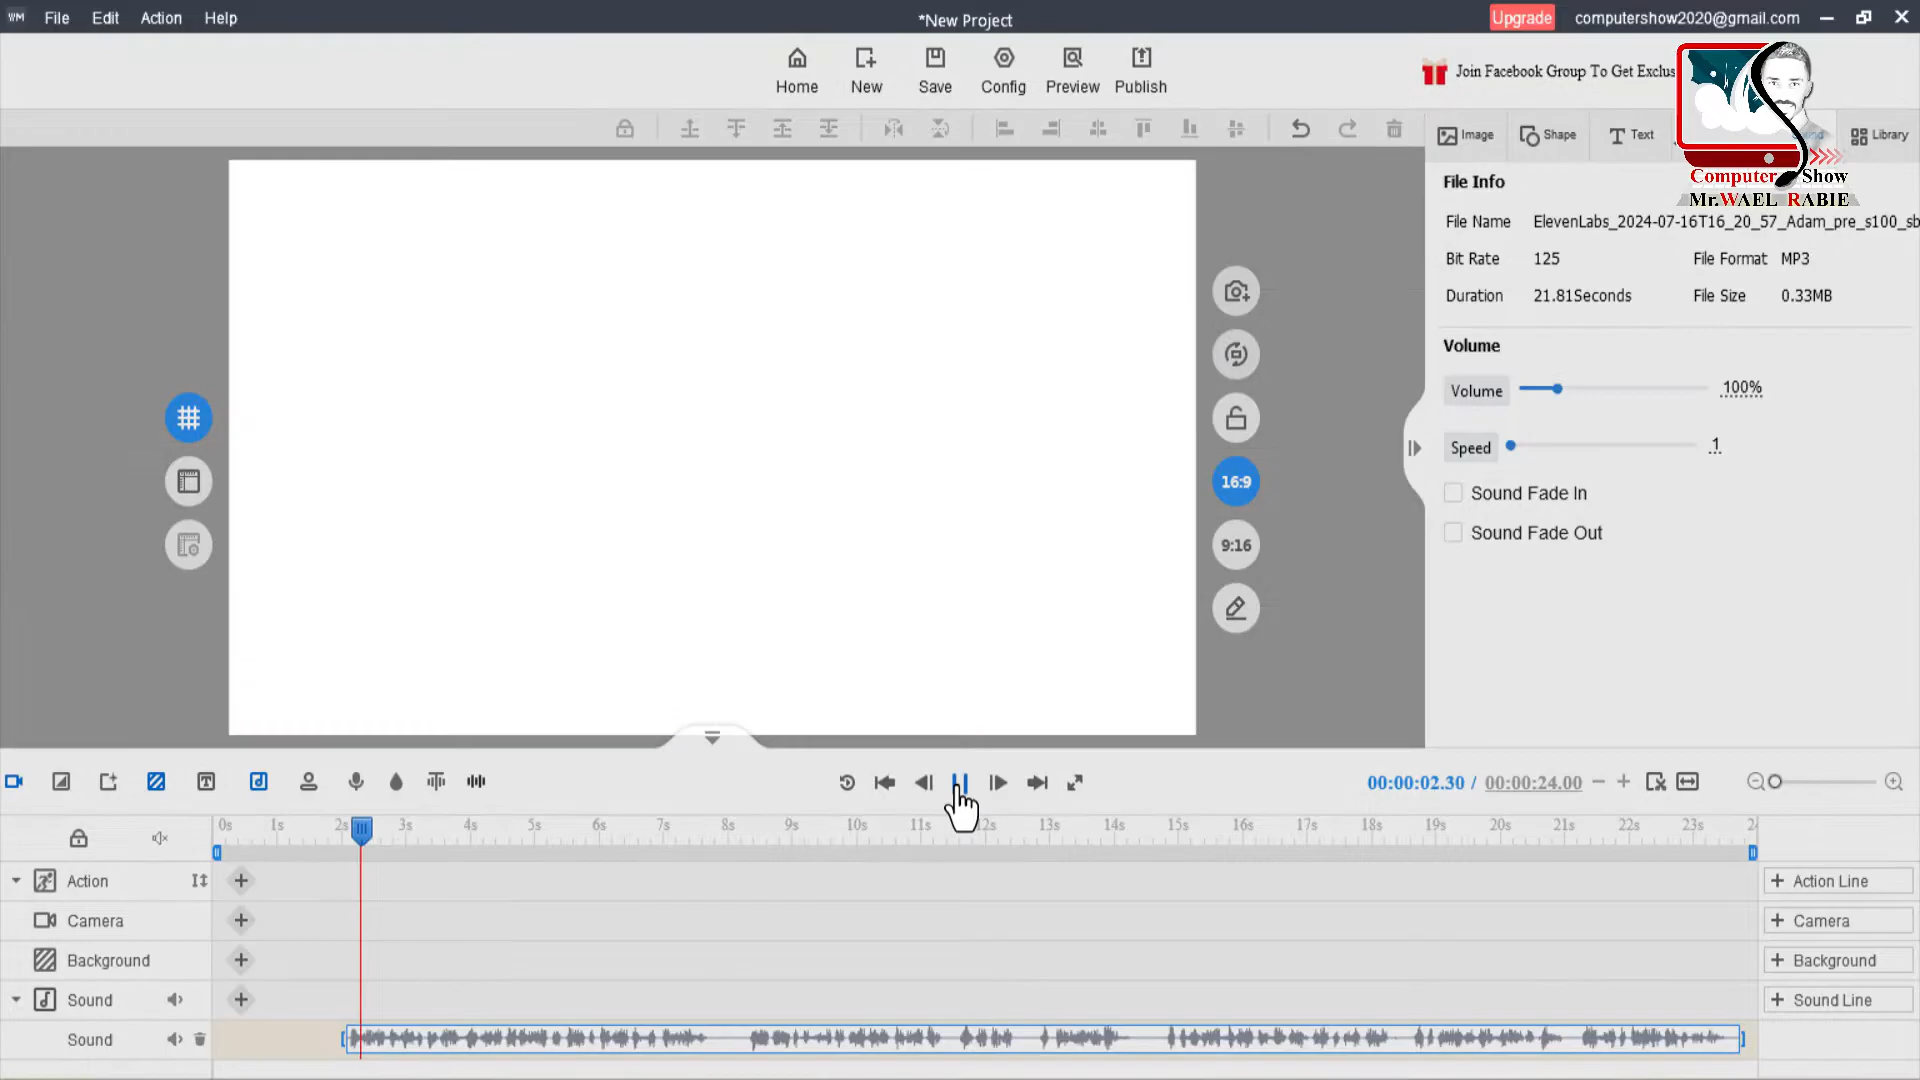 WM File Edit Action Help
*New Project
Upgrade computershow2020@gmail.com
Home New Save Config Preview Publish
Join Facebook Group To Get Exclus
Image Shape Text Library
Computer Show
Mr.WAEL RABIE
File Info
File Name ElevenLabs_2024-07-16T16_20_57_Adam_pre_s100_sb
Bit Rate 125 File Format MP3
Duration 21.81Seconds File Size 0.33MB
Volume
Volume 100%
Speed 1
Sound Fade In
Sound Fade Out
16:9
9:16
00:00:02.30 / 00:00:24.00
0s 1s 2s 3s 4s 5s 6s 7s 8s 9s 10s 11s 12s 13s 14s 15s 16s 17s 18s 19s 20s 21s 22s 23s 24
Action + Action Line
Camera + Camera
Background + Background
Sound + Sound Line
Sound